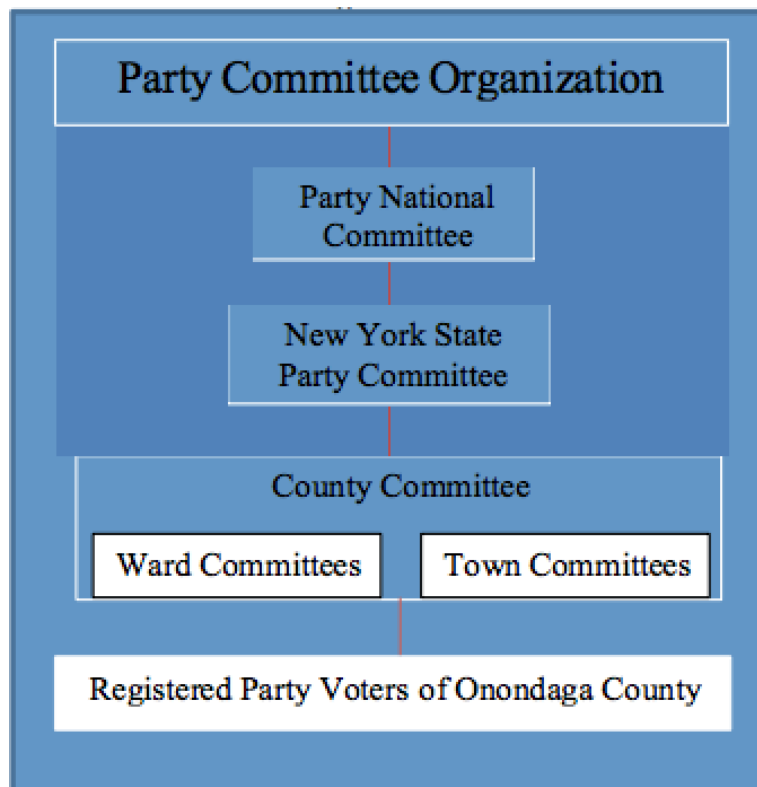 Party Committee Organization
Party National
Committee
New York State
Party Committee
County Committee
Ward Committees
Town Committees
Registered Party Voters of Onondaga County